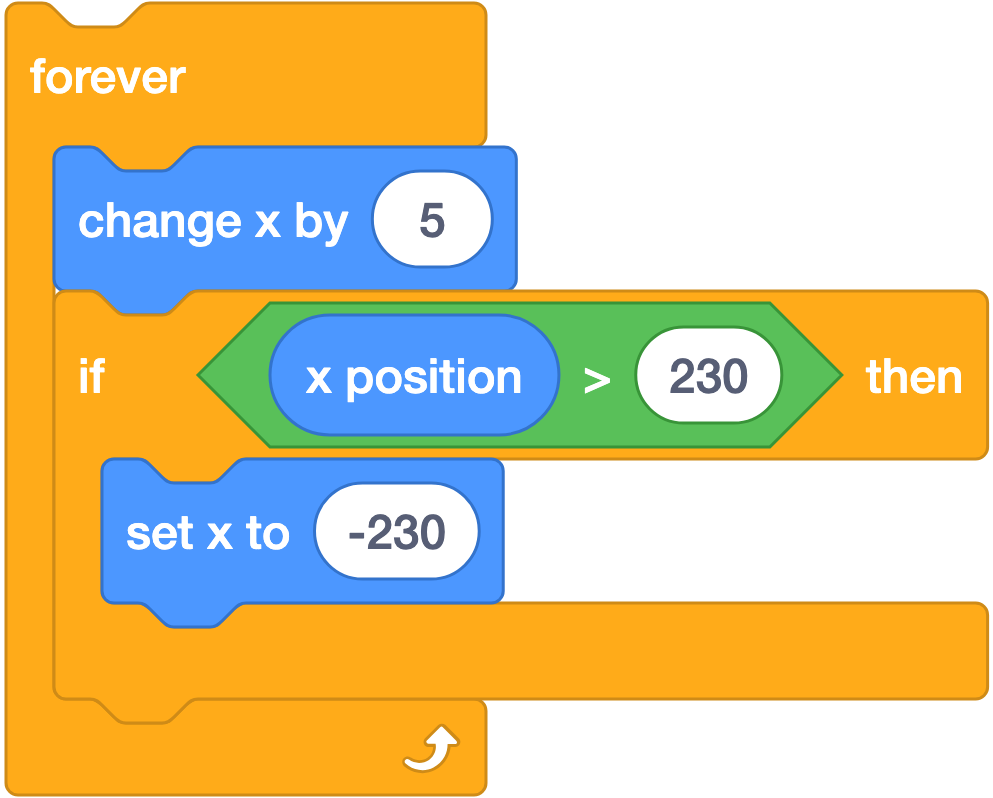 forever
change x by 5
if x position > 230 then
set x to -230